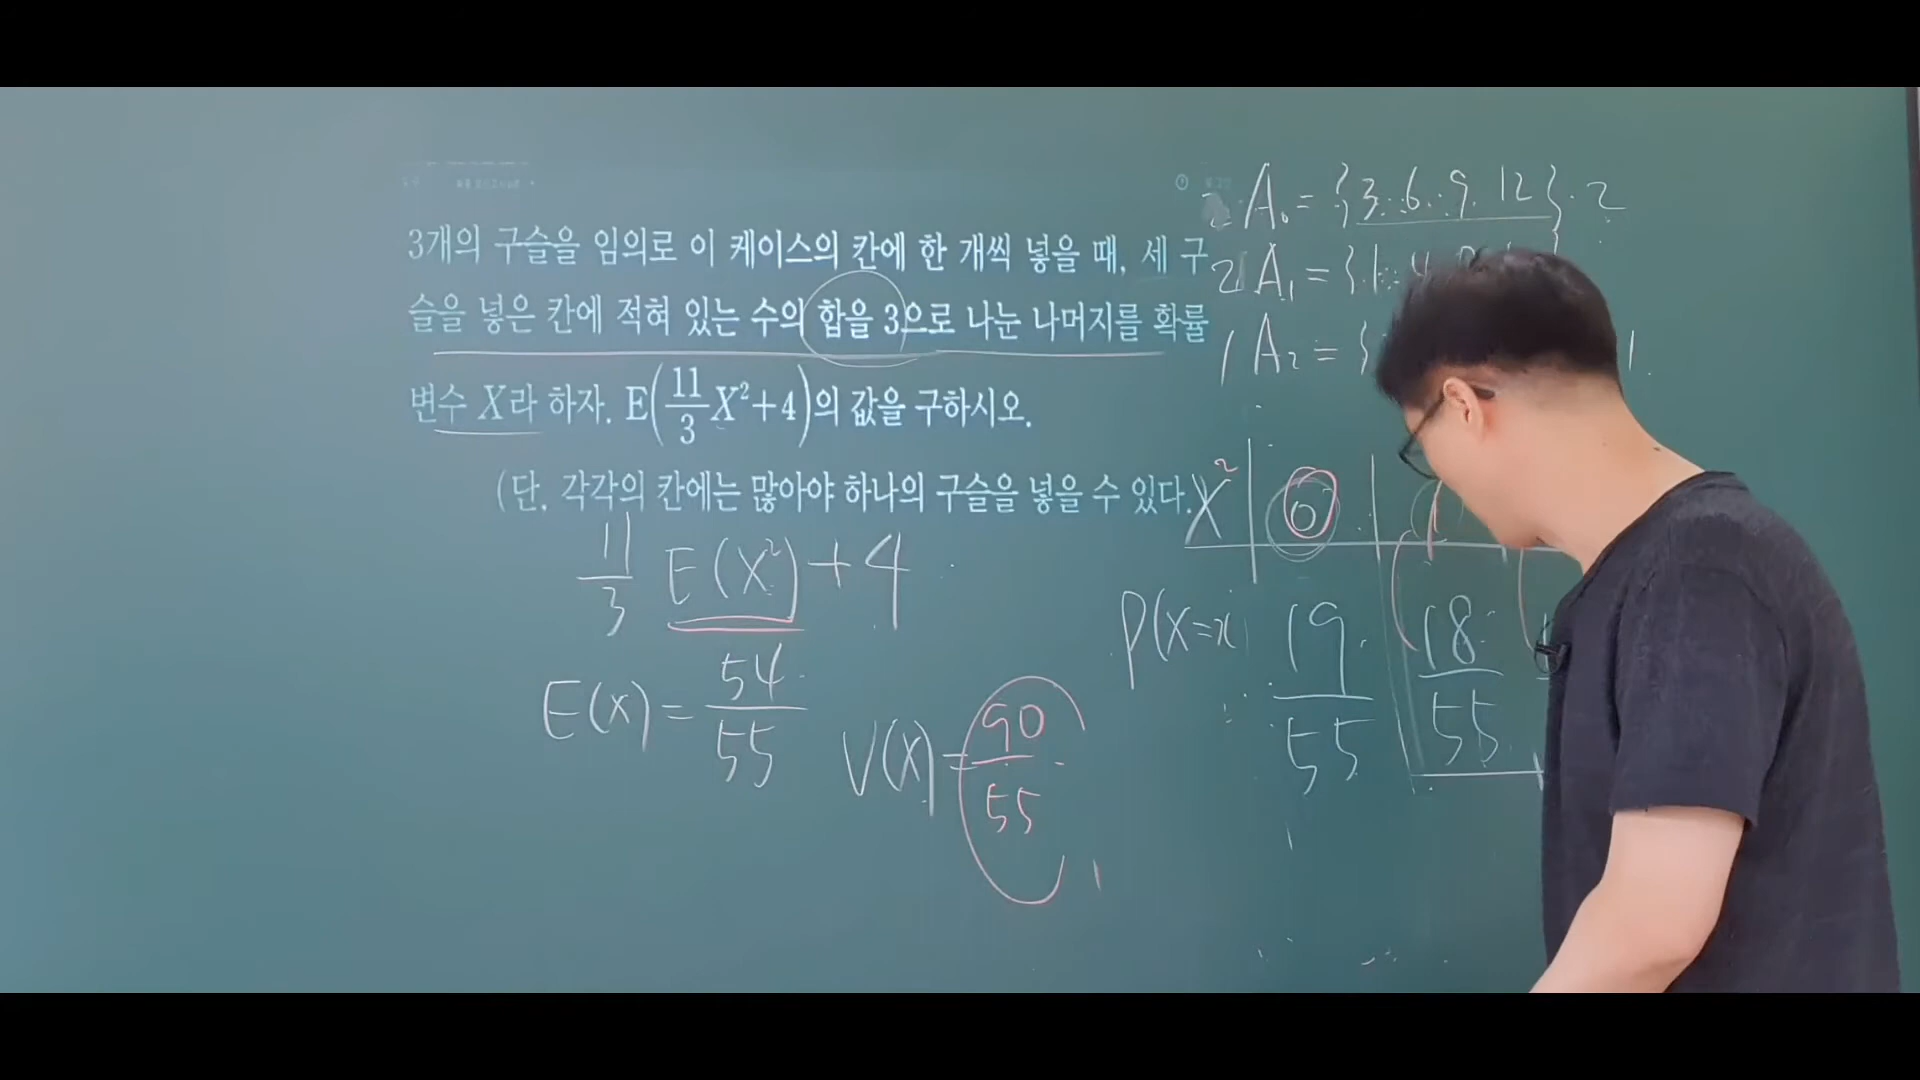 3개의 구슬을 임의로 이 케이스의 칸에 한 개씩 넣을 때, 세 구
슬을 넣은 칸에 적혀 있는 수의 합을 3으로 나눈 나머지를 확률
변수 X라 하자. E(11/3 X²+4)의 값을 구하시오.
(단, 각각의 칸에는 많아야 하나의 구슬을 넣을 수 있다.
11/3 E(X²)+4
E(X)=54/55
V(X)=90/55
2 A₀={3 6 9 12} 2
2 A₁={1 4
1 A₂={ 1
X² 0 1
P(X=x 19/55 18/55